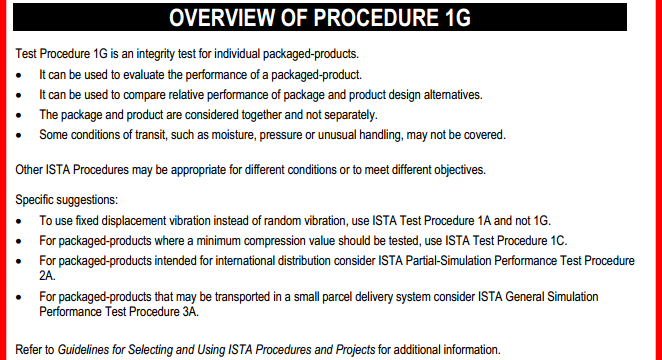 OVERVIEW OF PROCEDURE 1G
Test Procedure 1G is an integrity test for individual packaged-products.
• It can be used to evaluate the performance of a packaged-product.
• It can be used to compare relative performance of package and product design alternatives.
• The package and product are considered together and not separately.
• Some conditions of transit, such as moisture, pressure or unusual handling, may not be covered.
Other ISTA Procedures may be appropriate for different conditions or to meet different objectives.
Specific suggestions:
• To use fixed displacement vibration instead of random vibration, use ISTA Test Procedure 1A and not 1G.
• For packaged-products where a minimum compression value should be tested, use ISTA Test Procedure 1C.
• For packaged-products intended for international distribution consider ISTA Partial-Simulation Performance Test Procedure
2A.
• For packaged-products that may be transported in a small parcel delivery system consider ISTA General Simulation
Performance Test Procedure 3A.
Refer to Guidelines for Selecting and Using ISTA Procedures and Projects for additional information.